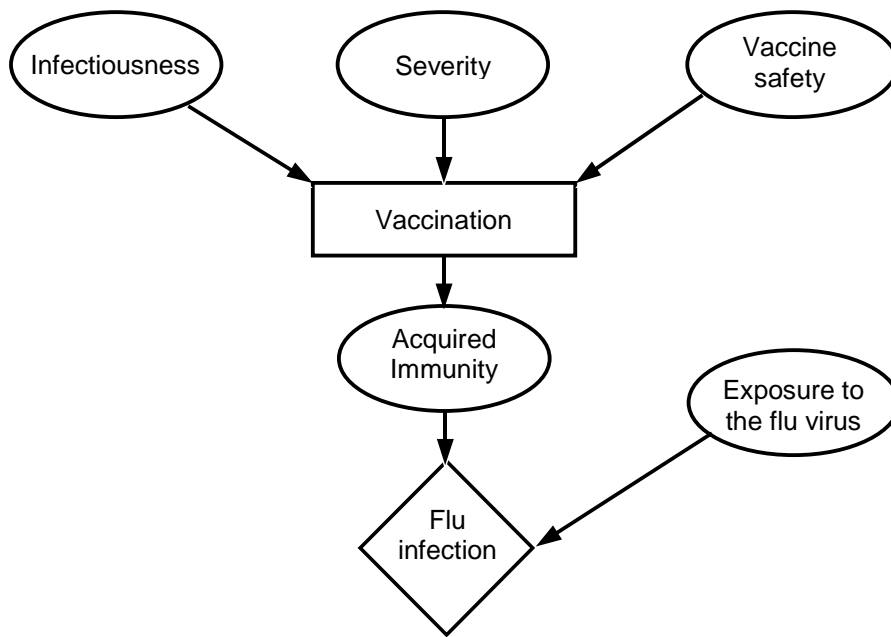 Infectiousness
Severity
Vaccine
safety
Vaccination
Acquired
Immunity
Exposure to
the flu virus
Flu
infection